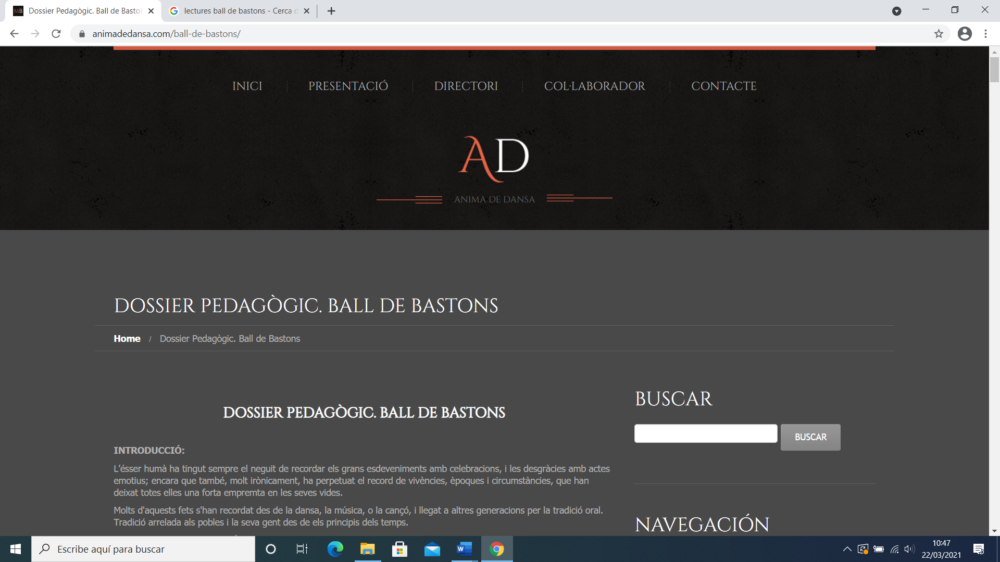 Dossier Pedagògic. Ball de Baston
lectures ball de bastons - Cerca d
animadedansa.com/ball-de-bastons/
INICI
PRESENTACIÓ
DIRECTORI
COL·LABORADOR
CONTACTE
AD
ANIMA DE DANSA
DOSSIER PEDAGÒGIC. BALL DE BASTONS
Home / Dossier Pedagògic. Ball de Bastons
DOSSIER PEDAGÒGIC. BALL DE BASTONS
INTRODUCCIÓ:
L’ésser humà ha tingut sempre el neguit de recordar els grans esdeveniments amb celebracions, i les desgràcies amb actes
emotius; encara que també, molt irònicament, ha perpetuat el record de vivències, èpoques i circumstàncies, que han
deixat totes elles una forta empremta en les seves vides.
Molts d'aquests fets s'han recordat des de la dansa, la música, o la cançó, i llegat a altres generacions per la tradició oral.
Tradició arrelada als pobles i la seva gent des de els principis dels temps.
BUSCAR
BUSCAR
NAVEGACIÓN
Escribe aquí para buscar
10:47
22/03/2021